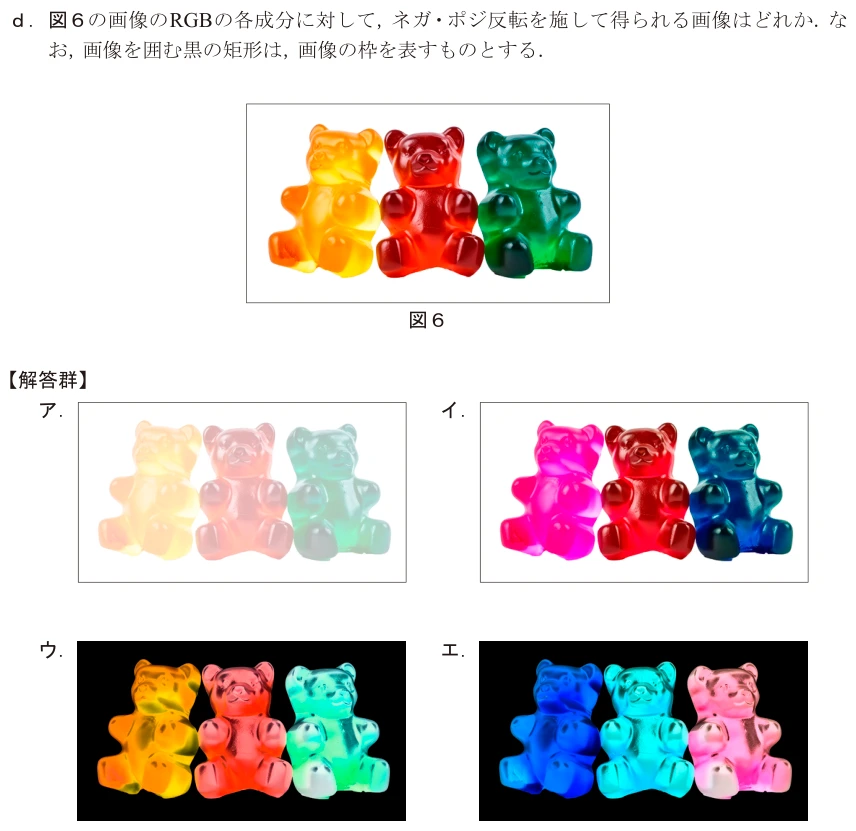 d．図６の画像のRGBの各成分に対して，ネガ・ポジ反転を施して得られる画像はどれか．な
お，画像を囲む黒の矩形は，画像の枠を表すものとする．
図６
【解答群】
ア．
イ．
ウ．
エ．